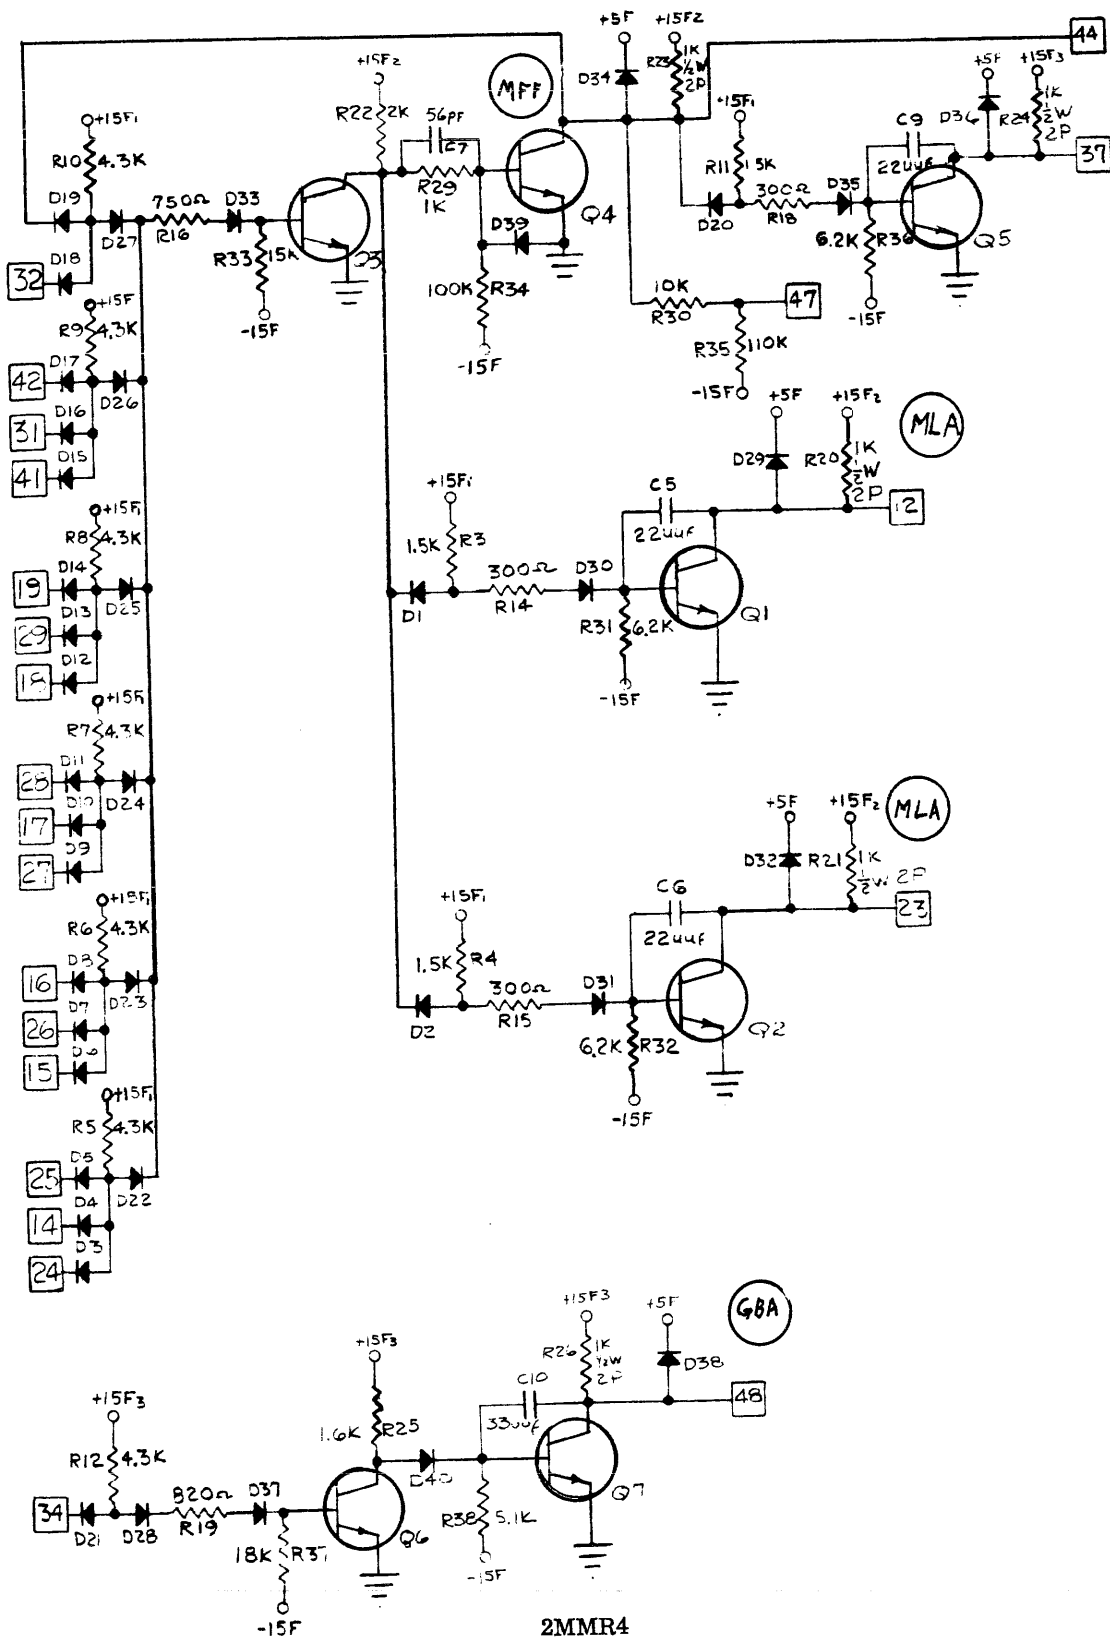 +5F
+15F2
44
+15F2
MFF
D34
R23
1K
½W
2P
+5F
+15F3
+15F1
R22
2K
56pf
C7
+15F1
C9
D36
R24
1K
½W
2P
R10
4.3K
R11
1.5K
22uuf
37
D19
750Ω
D33
R29
1K
300Ω
D35
D27
R16
Q4
D20
R18
Q5
D39
6.2K
R36
R33
15K
Q3
32
D18
100K
R34
10K
47
+15F
-15F
R30
-15F
R9
4.3K
-15F
R35
110K
D17
42
D26
-15F
+5F
+15F2
MLA
D16
31
D15
41
D29
R20
1K
½W
2P
+15F1
C5
12
+15F1
R8
4.3K
22uuf
1.5K
R3
D14
19
D25
300Ω
D30
D13
D1
R14
Q1
29
R31
6.2K
D12
18
-15F
+15F1
R7
4.3K
D11
28
D24
+5F
+15F2
MLA
D10
17
D9
27
D32
R21
1K
½W
2P
+15F1
+15F1
C6
23
R6
4.3K
22uuf
1.5K
R4
D8
16
D23
300Ω
D31
D7
26
D2
R15
Q2
D6
15
6.2K
R32
+15F1
-15F
R5
4.3K
D5
25
D22
D4
14
D3
24
+15F3
+5F
GBA
+15F3
R26
1K
½W
2P
D38
+15F3
C10
48
1.6K
R25
33uuf
R12
4.3K
D40
820Ω
D37
Q7
34
D21
D28
R19
R38
5.1K
Q6
18K
R37
-15F
-15F
2MMR4